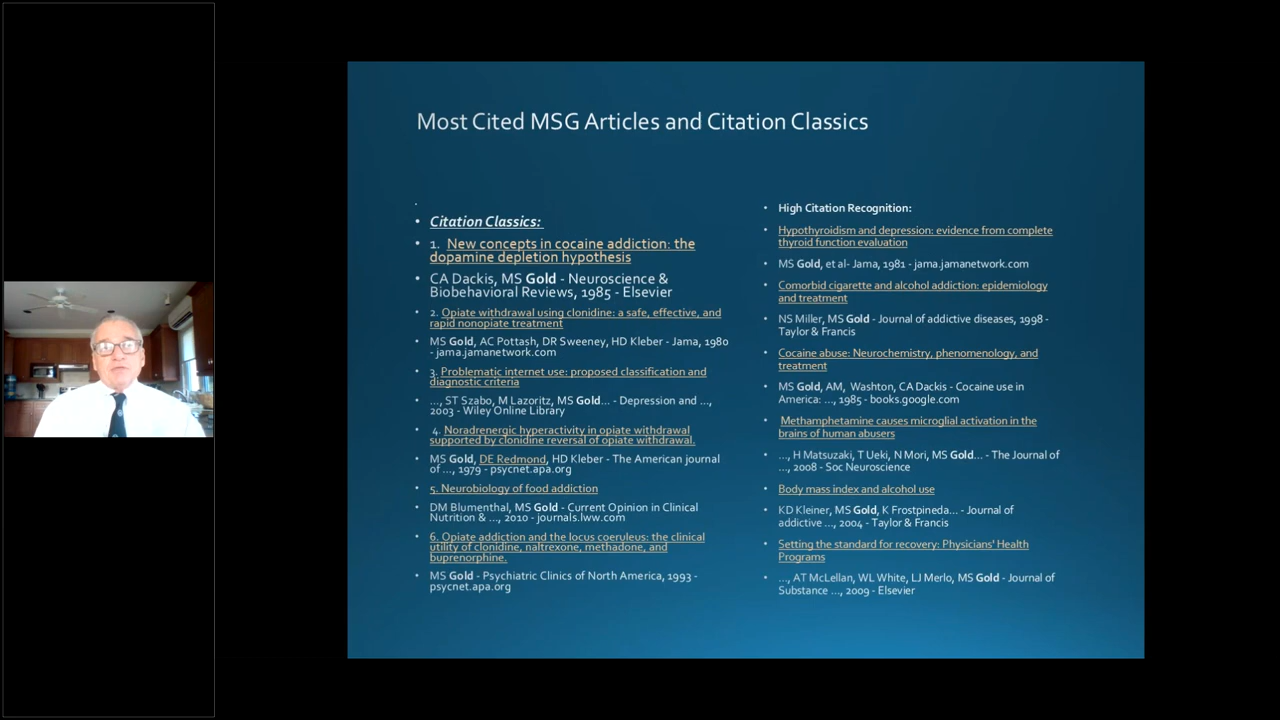 Most Cited MSG Articles and Citation Classics
Citation Classics:
1. New concepts in cocaine addiction: the
dopamine depletion hypothesis
CA Dackis, MS Gold - Neuroscience &
Biobehavioral Reviews, 1985 - Elsevier
2. Opiate withdrawal using clonidine: a safe, effective, and
rapid nonopiate treatment
MS Gold, AC Pottash, DR Sweeney, HD Kleber - Jama, 1980
- jama.jamanetwork.com
3. Problematic internet use: proposed classification and
diagnostic criteria
..., ST Szabo, M Lazoritz, MS Gold... - Depression and ...,
2003 - Wiley Online Library
4. Noradrenergic hyperactivity in opiate withdrawal
supported by clonidine reversal of opiate withdrawal.
MS Gold, DE Redmond, HD Kleber - The American journal
of ..., 1979 - psycnet.apa.org
5. Neurobiology of food addiction
DM Blumenthal, MS Gold - Current Opinion in Clinical
Nutrition & ..., 2010 - journals.lww.com
6. Opiate addiction and the locus coeruleus: the clinical
utility of clonidine, naltrexone, methadone, and
buprenorphine.
MS Gold - Psychiatric Clinics of North America, 1993 -
psycnet.apa.org
High Citation Recognition:
Hypothyroidism and depression: evidence from complete
thyroid function evaluation
MS Gold, et al- Jama, 1981 - jama.jamanetwork.com
Comorbid cigarette and alcohol addiction: epidemiology
and treatment
NS Miller, MS Gold - Journal of addictive diseases, 1998 -
Taylor & Francis
Cocaine abuse: Neurochemistry, phenomenology, and
treatment
MS Gold, AM, Washton, CA Dackis - Cocaine use in
America: ..., 1985 - books.google.com
Methamphetamine causes microglial activation in the
brains of human abusers
..., H Matsuzaki, T Ueki, N Mori, MS Gold... - The Journal of
..., 2008 - Soc Neuroscience
Body mass index and alcohol use
KD Kleiner, MS Gold, K Frostpineda... - Journal of
addictive ..., 2004 - Taylor & Francis
Setting the standard for recovery: Physicians' Health
Programs
..., AT McLellan, WL White, LJ Merlo, MS Gold - Journal of
Substance ..., 2009 - Elsevier